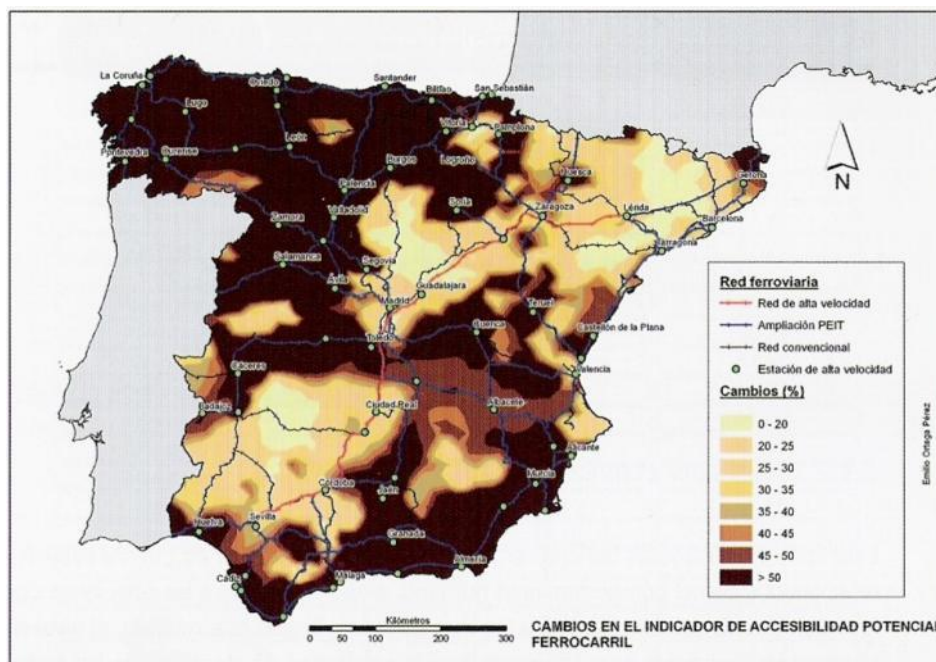 Santander
La Coruña
Oviedo
Bilbao
San Sebastián
Lugo
Vitoria
Pamplona
León
Pontevedra
Ourense
Burgos
Logroño
Huesca
Gerona
Palencia
Soria
Zaragoza
Lérida
Valladolid
Zamora
Barcelona
Tarragona
Salamanca
Segovia
Ávila
Guadalajara
Madrid
Teruel
Cuenca
Castellón de la Plana
Toledo
Cáceres
Valencia
Badajoz
Ciudad Real
Albacete
Alicante
Murcia
Córdoba
Jaén
Huelva
Sevilla
Granada
Almería
Málaga
Cádiz
N
Red ferroviaria
Red de alta velocidad
Ampliación PEIT
Red convencional
Estación de alta velocidad
Cambios (%)
0 - 20
20 - 25
25 - 30
30 - 35
35 - 40
40 - 45
45 - 50
> 50
Emilio Ortega Pérez
Kilómetros
0 50 100 200 300
CAMBIOS EN EL INDICADOR DE ACCESIBILIDAD POTENCIAL
FERROCARRIL